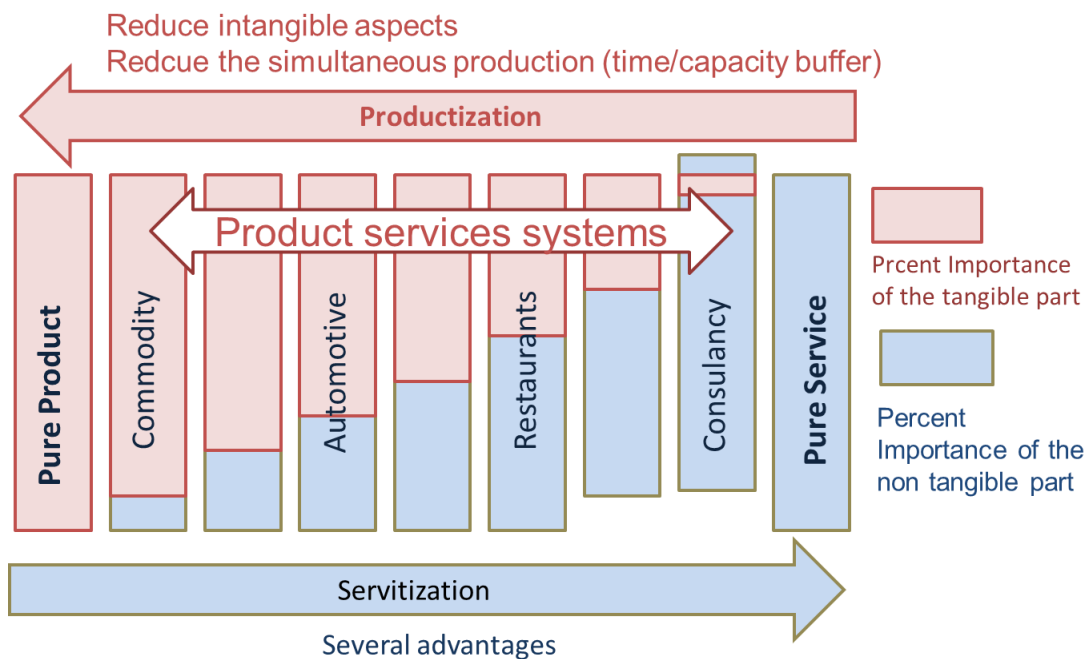 Reduce intangible aspects
Redcue the simultaneous production (time/capacity buffer)
Productization
Product services systems
Pure Product
Commodity
Automotive
Restaurants
Consulancy
Pure Service
Prcent Importance
of the tangible part
Percent
Importance of the
non tangible part
Servitization
Several advantages